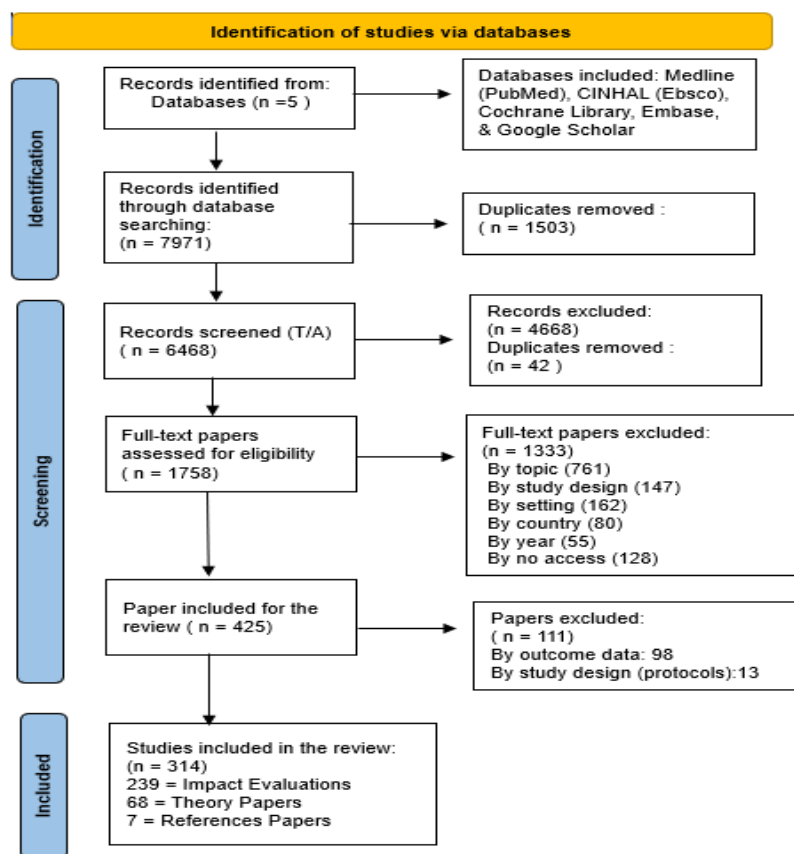 Identification of studies via databases
Identification
Records identified from:
Databases (n =5 )
Databases included: Medline
(PubMed), CINHAL (Ebsco),
Cochrane Library, Embase,
& Google Scholar
Records identified
through database
searching:
(n = 7971)
Duplicates removed :
( n = 1503)
Screening
Records screened (T/A)
( n = 6468)
Records excluded:
(n = 4668)
Duplicates removed :
(n = 42 )
Full-text papers
assessed for eligibility
( n = 1758)
Full-text papers excluded:
(n = 1333)
By topic (761)
By study design (147)
By setting (162)
By country (80)
By year (55)
By no access (128)
Paper included for the
review ( n = 425)
Papers excluded:
( n = 111)
By outcome data: 98
By study design (protocols):13
Included
Studies included in the review:
(n = 314)
239 = Impact Evaluations
68 = Theory Papers
7 = References Papers